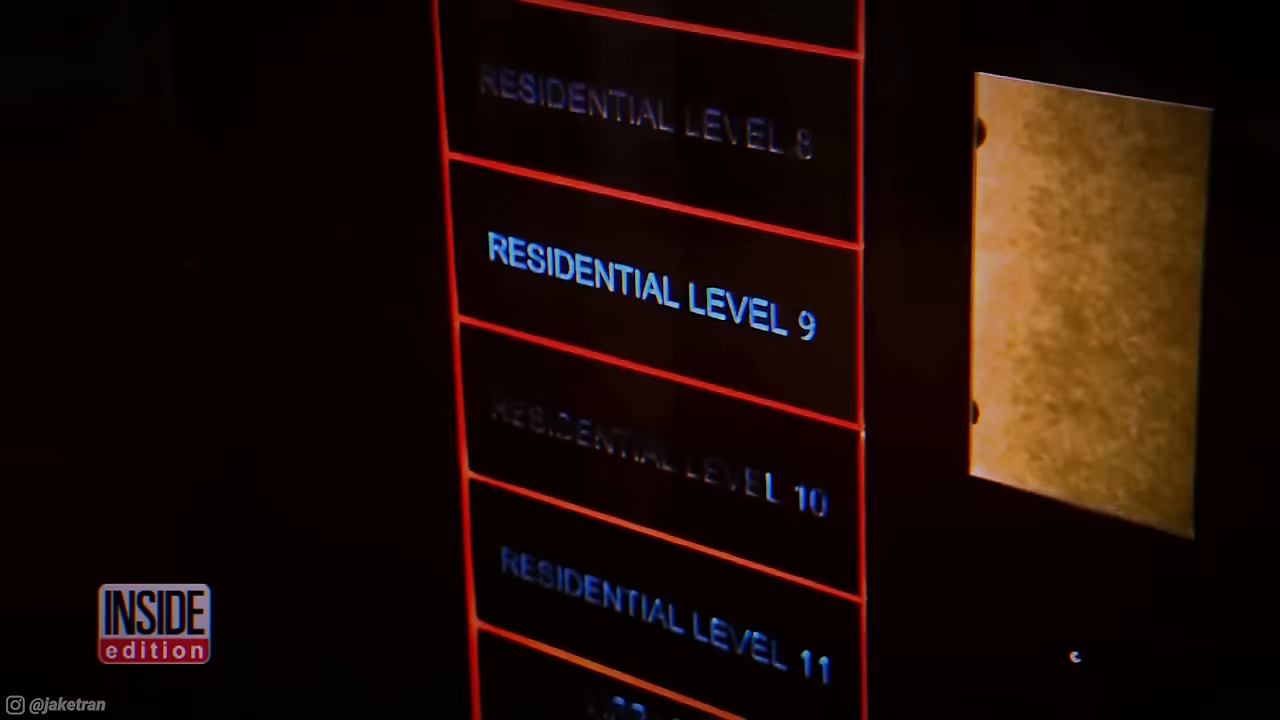 RESIDENTIAL LEVEL 8
RESIDENTIAL LEVEL 9
RESIDENTIAL LEVEL 10
RESIDENTIAL LEVEL 11
INSIDE
edition
@jaketran